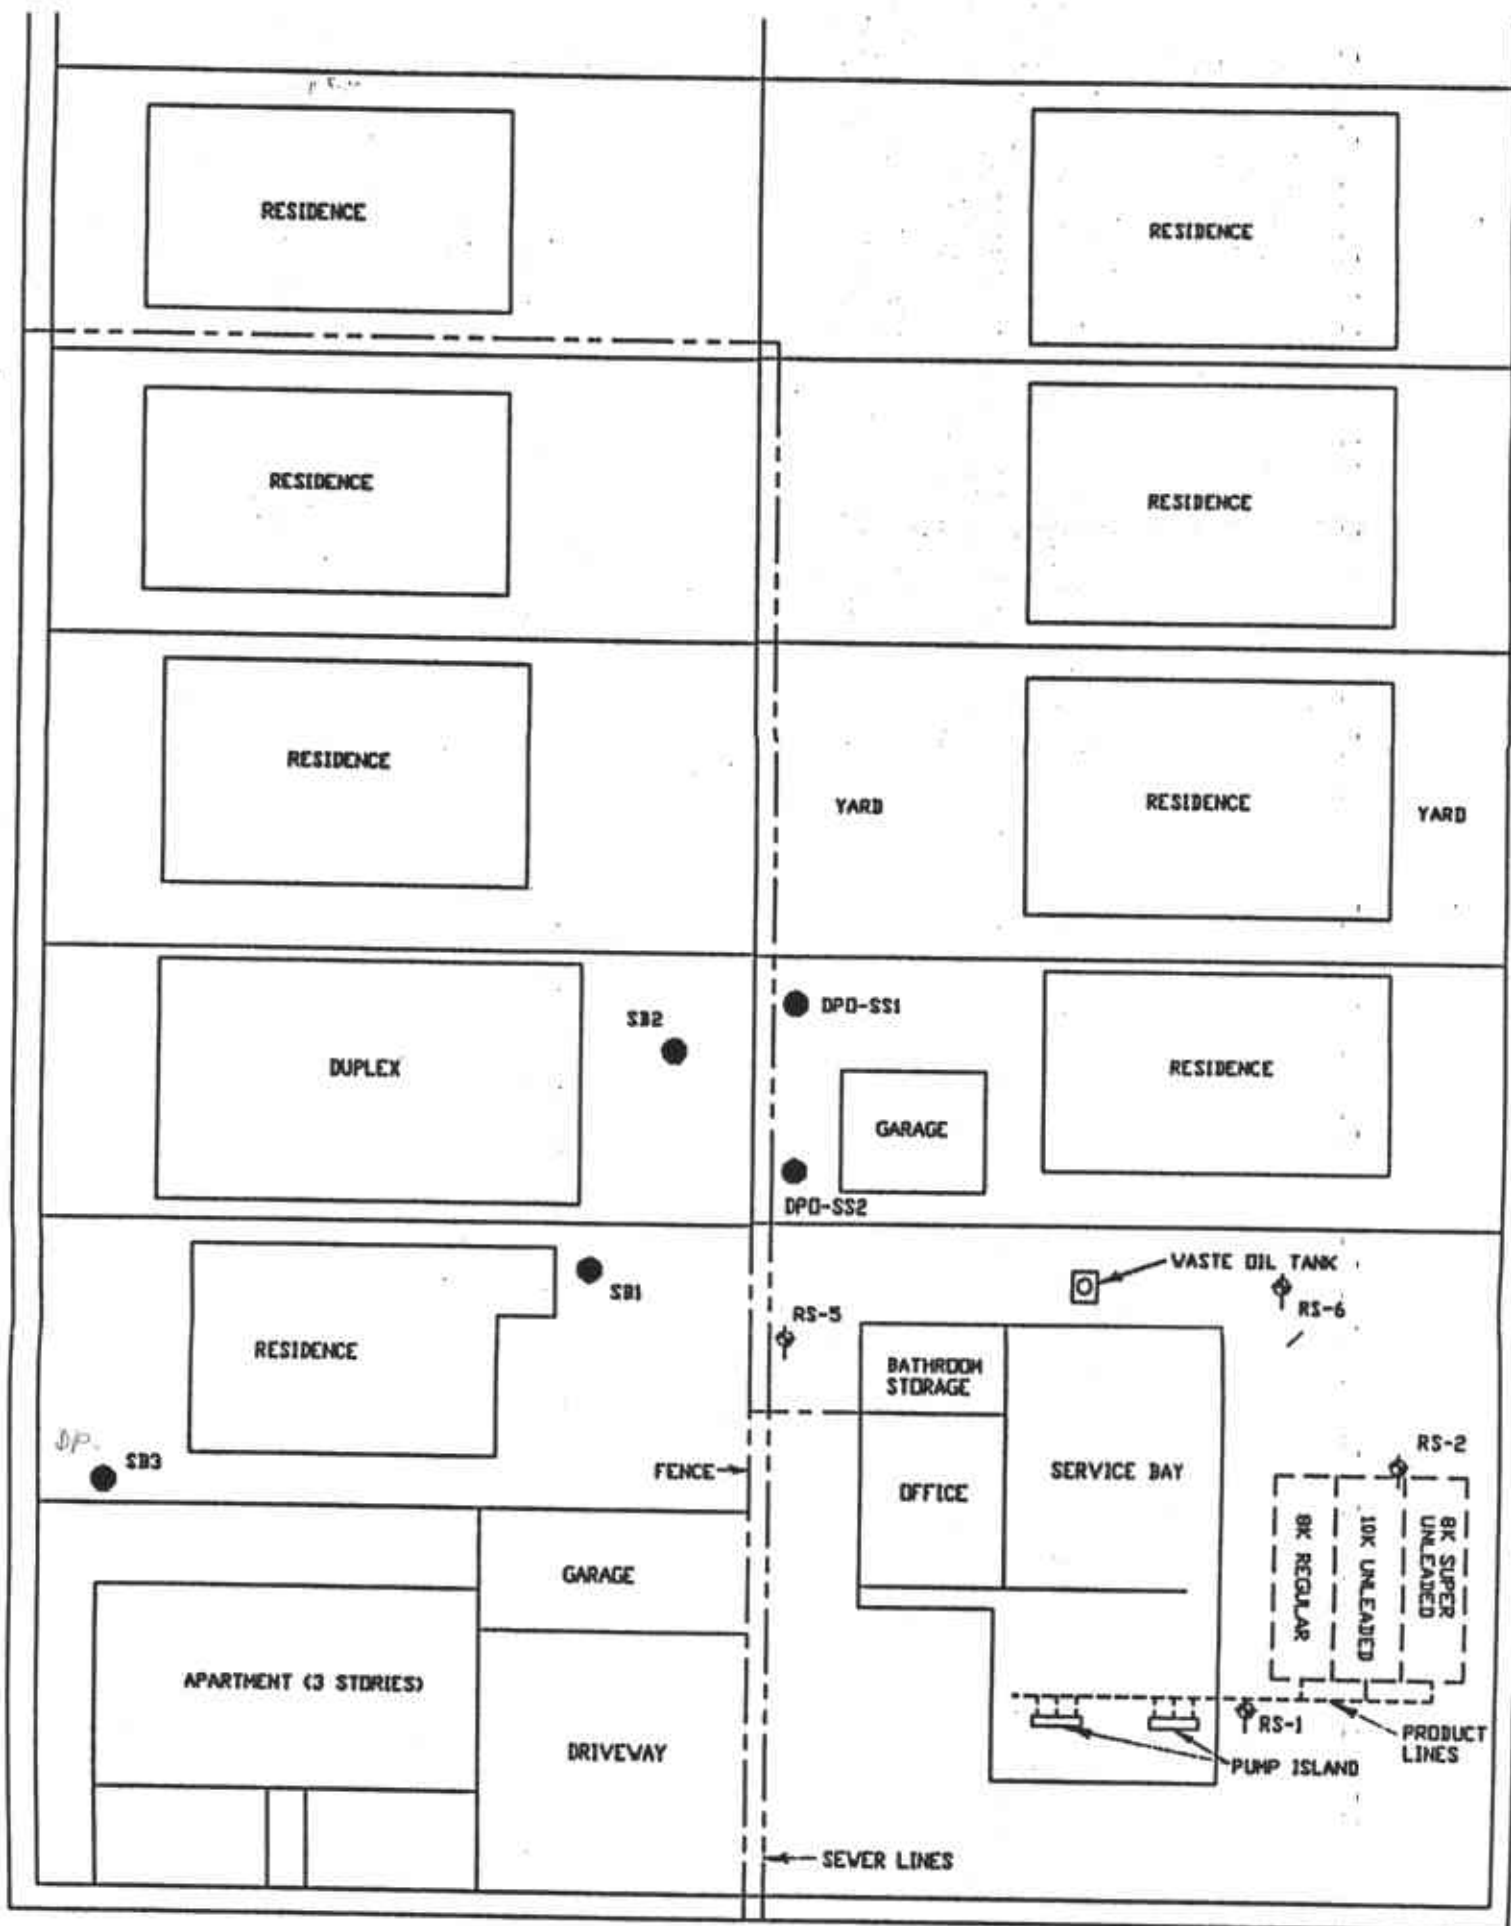 RESIDENCE
RESIDENCE
RESIDENCE
RESIDENCE
RESIDENCE
YARD
RESIDENCE
YARD
SB2
DPO-SS1
DUPLEX
RESIDENCE
GARAGE
DPO-SS2
WASTE OIL TANK
SB1
RS-5
RS-6
RESIDENCE
BATHROOM
STORAGE
DP.
SB3
FENCE
OFFICE
SERVICE BAY
RS-2
8K REGULAR
10K UNLEADED
8K SUPER
UNLEADED
GARAGE
APARTMENT (3 STORIES)
DRIVEWAY
RS-1
PRODUCT
LINES
PUMP ISLAND
SEWER LINES